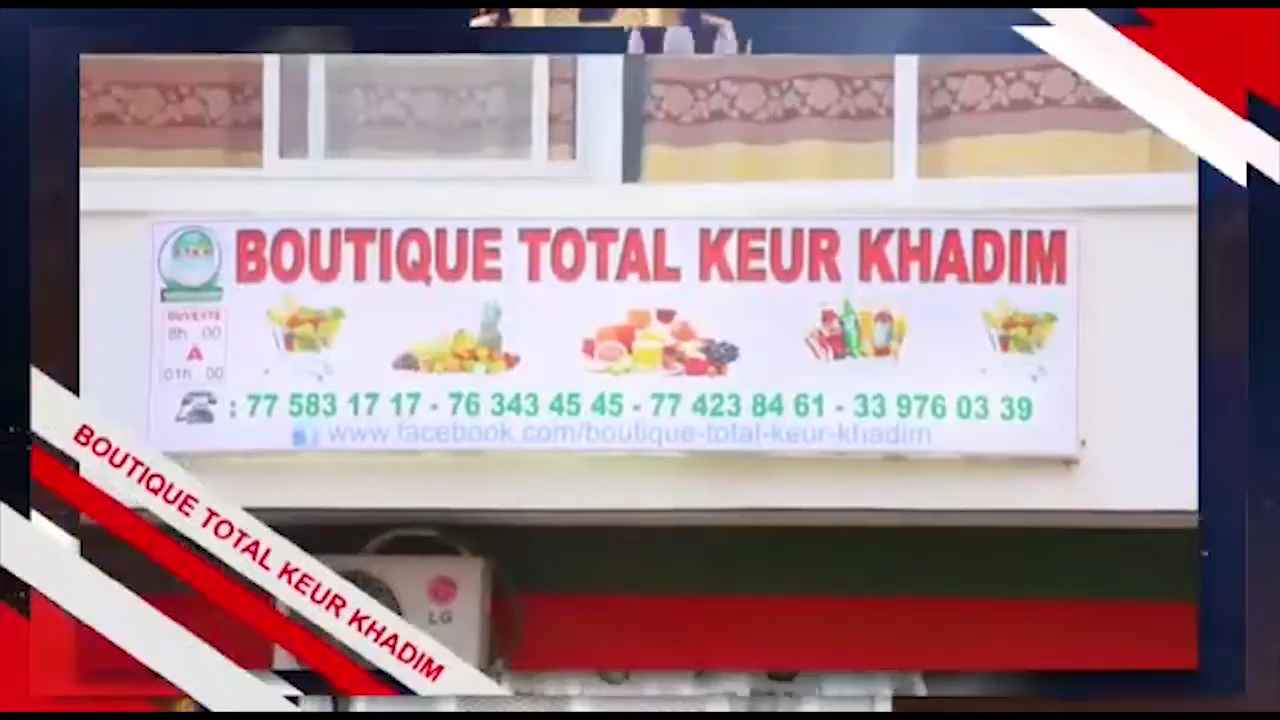 BOUTIQUE TOTAL KEUR KHADIM
OUVERTE
8h 00
A
01h 00
: 77 583 17 17 - 76 343 45 45 - 77 423 84 61 - 33 976 03 39
www.facebook.com/boutique-total-keur-khadim
BOUTIQUE TOTAL KEUR KHADIM
LG